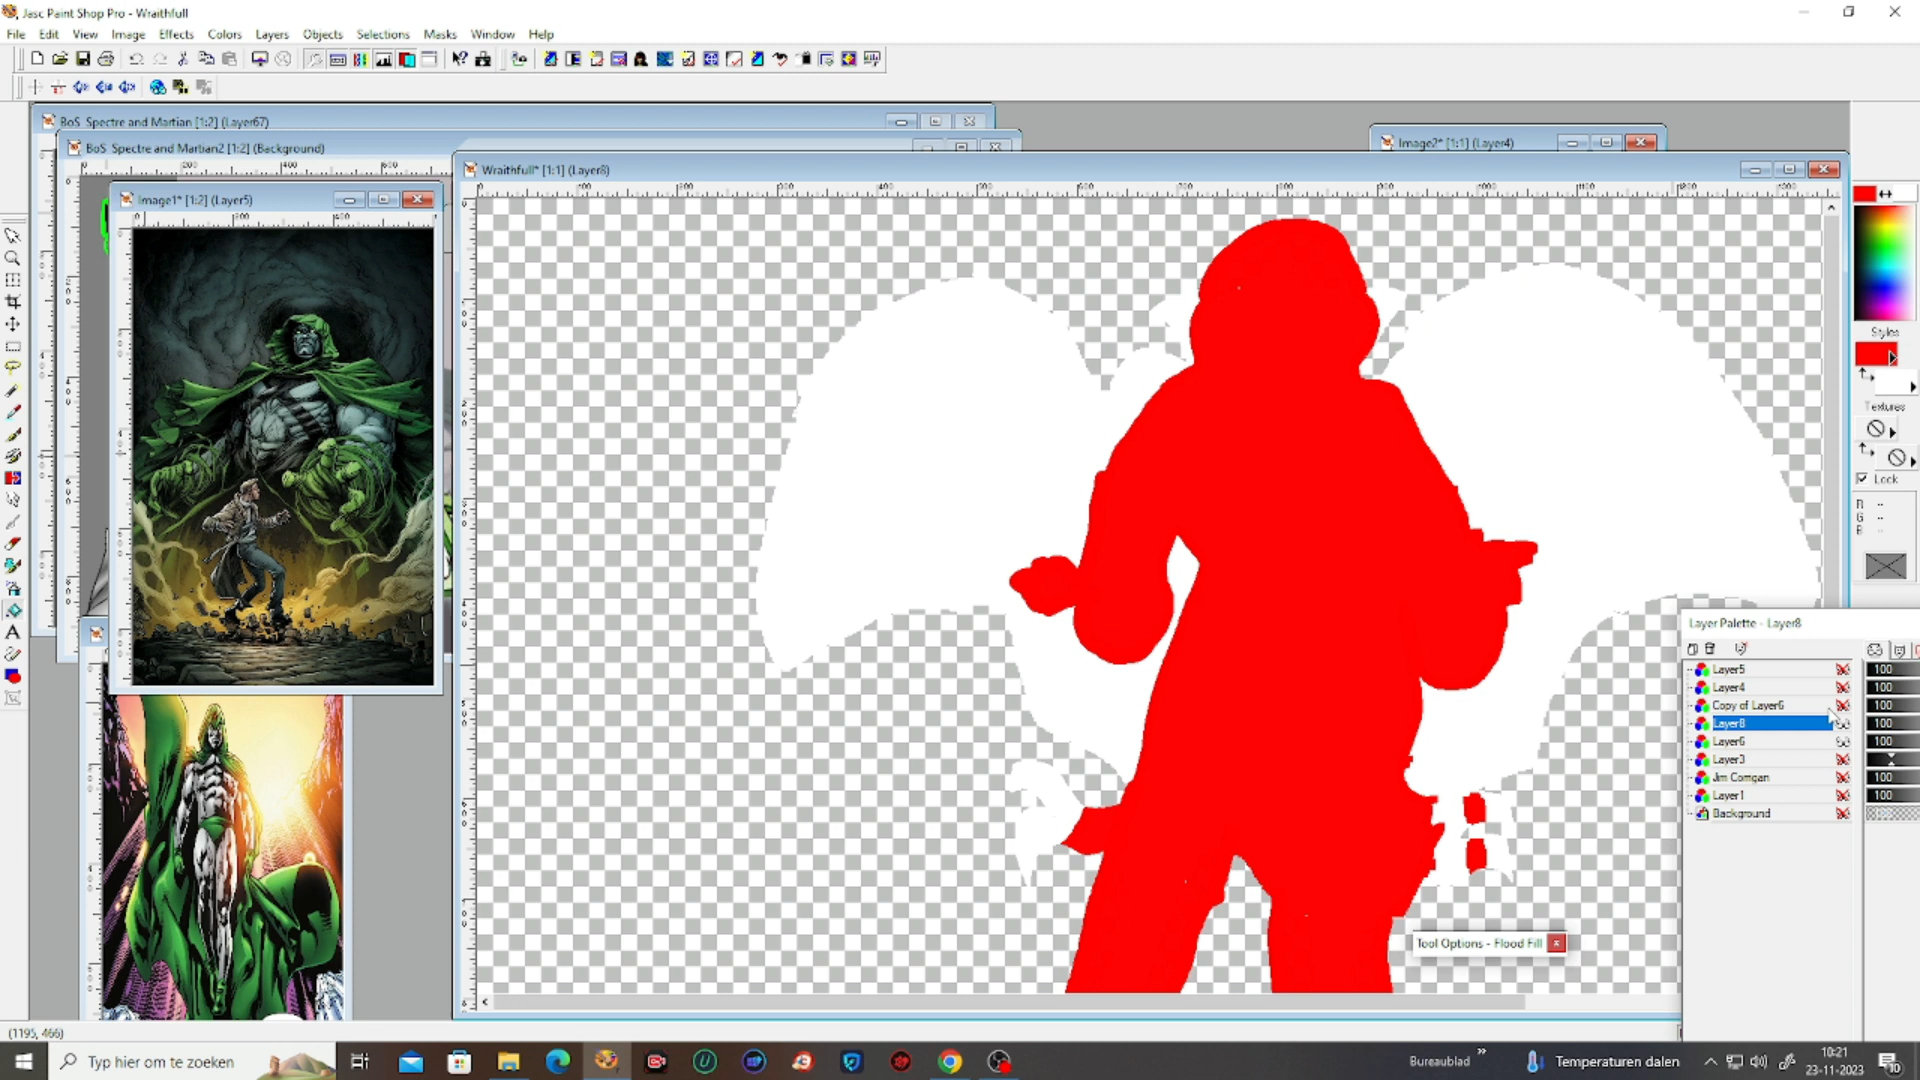 Jasc Paint Shop Pro - Wraithfull
File Edit View Image Effects Colors Layers Objects Collections Masks Window Help
BoS Spectre and Martian [1:2] (Layer67)
BoS Spectre and Martian2 [1:2] (Background)
Image2* [1:1] (Layer4)
Wraithfull* [1:1] (Layer8)
Image1* [1:2] (Layer5)
Styles
Textures
Lock
R --
G --
B --
Layer Palette - Layer8
Layer5 100
Layer4 100
Copy of Layer6 100
Layer8 100
Layer6 100
Layer3
Jim Corrigan 100
Layer1 100
Background
Tool Options - Flood Fill
(1195, 466)
Typ hier om te zoeken
Bureaublad
Temperaturen dalen
10:21
23-11-2023
10